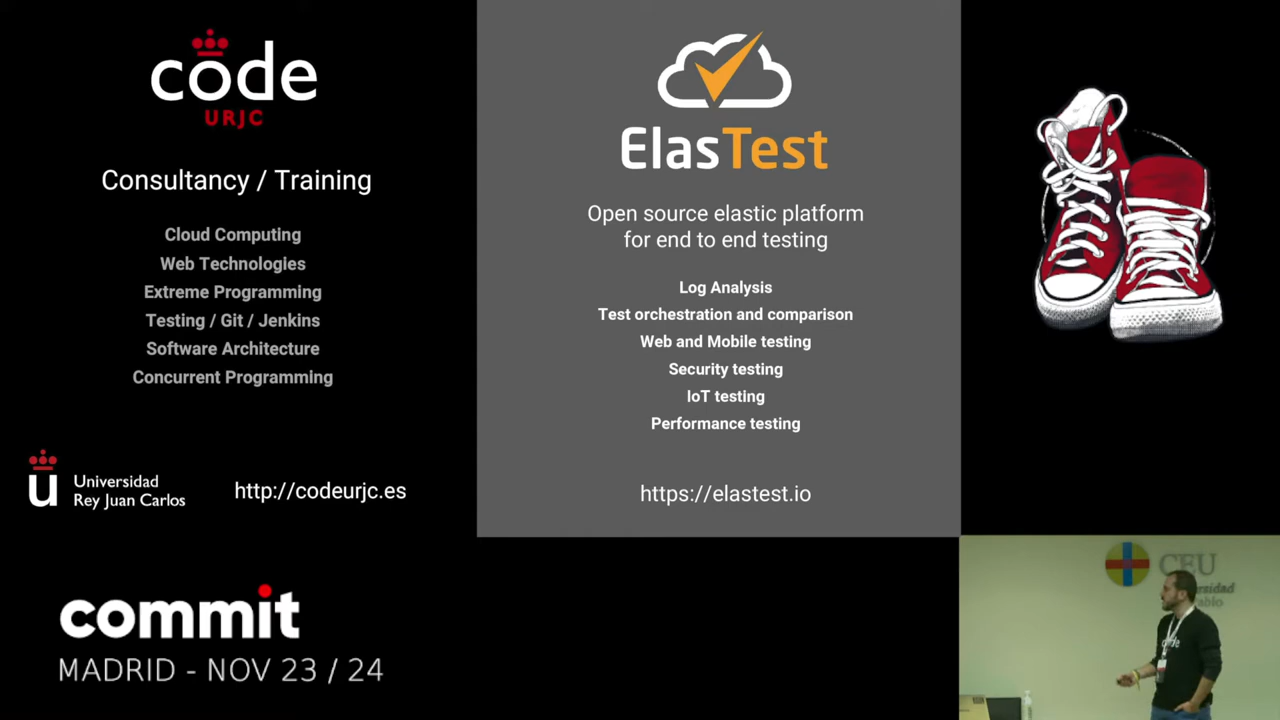 code
URJC
Consultancy / Training
Cloud Computing
Web Technologies
Extreme Programming
Testing / Git / Jenkins
Software Architecture
Concurrent Programming
Universidad
Rey Juan Carlos
http://codeurjc.es
ElasTest
Open source elastic platform
for end to end testing
Log Analysis
Test orchestration and comparison
Web and Mobile testing
Security testing
IoT testing
Performance testing
https://elastest.io
commit
MADRID - NOV 23 / 24
CEU